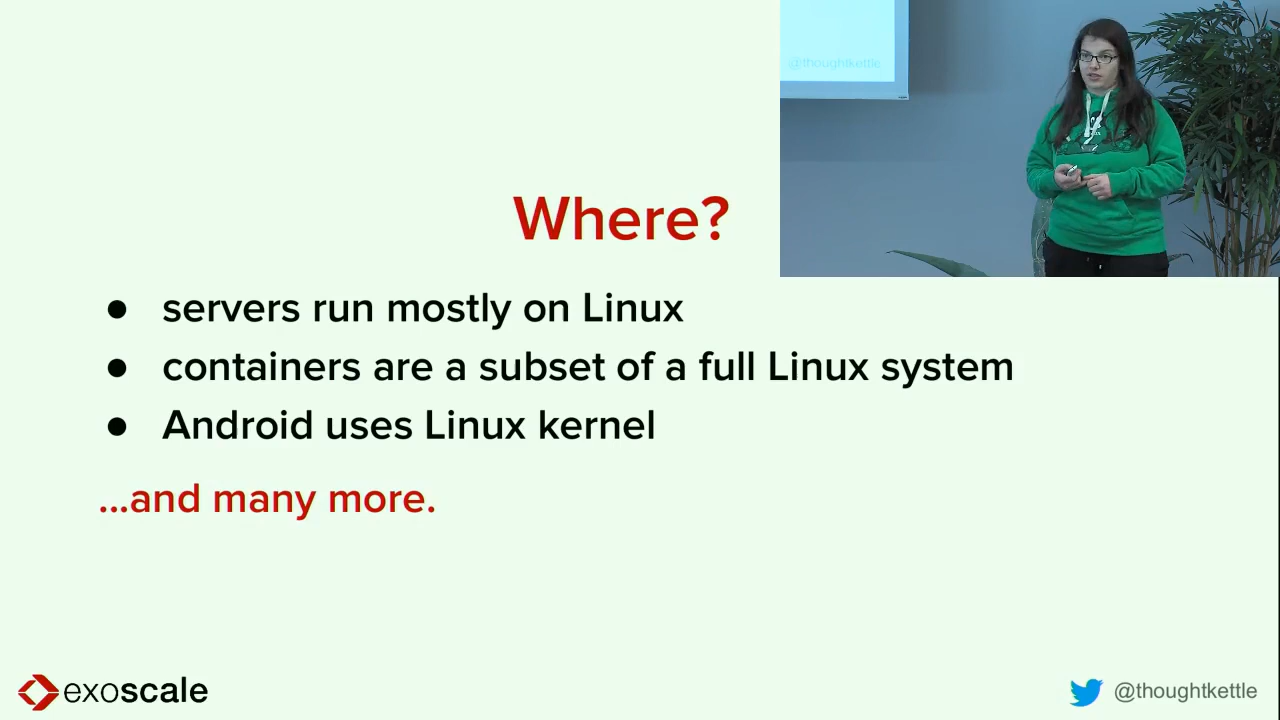 @thoughtkettle
Where?
● servers run mostly on Linux
● containers are a subset of a full Linux system
● Android uses Linux kernel
...and many more.
exoscale
@thoughtkettle